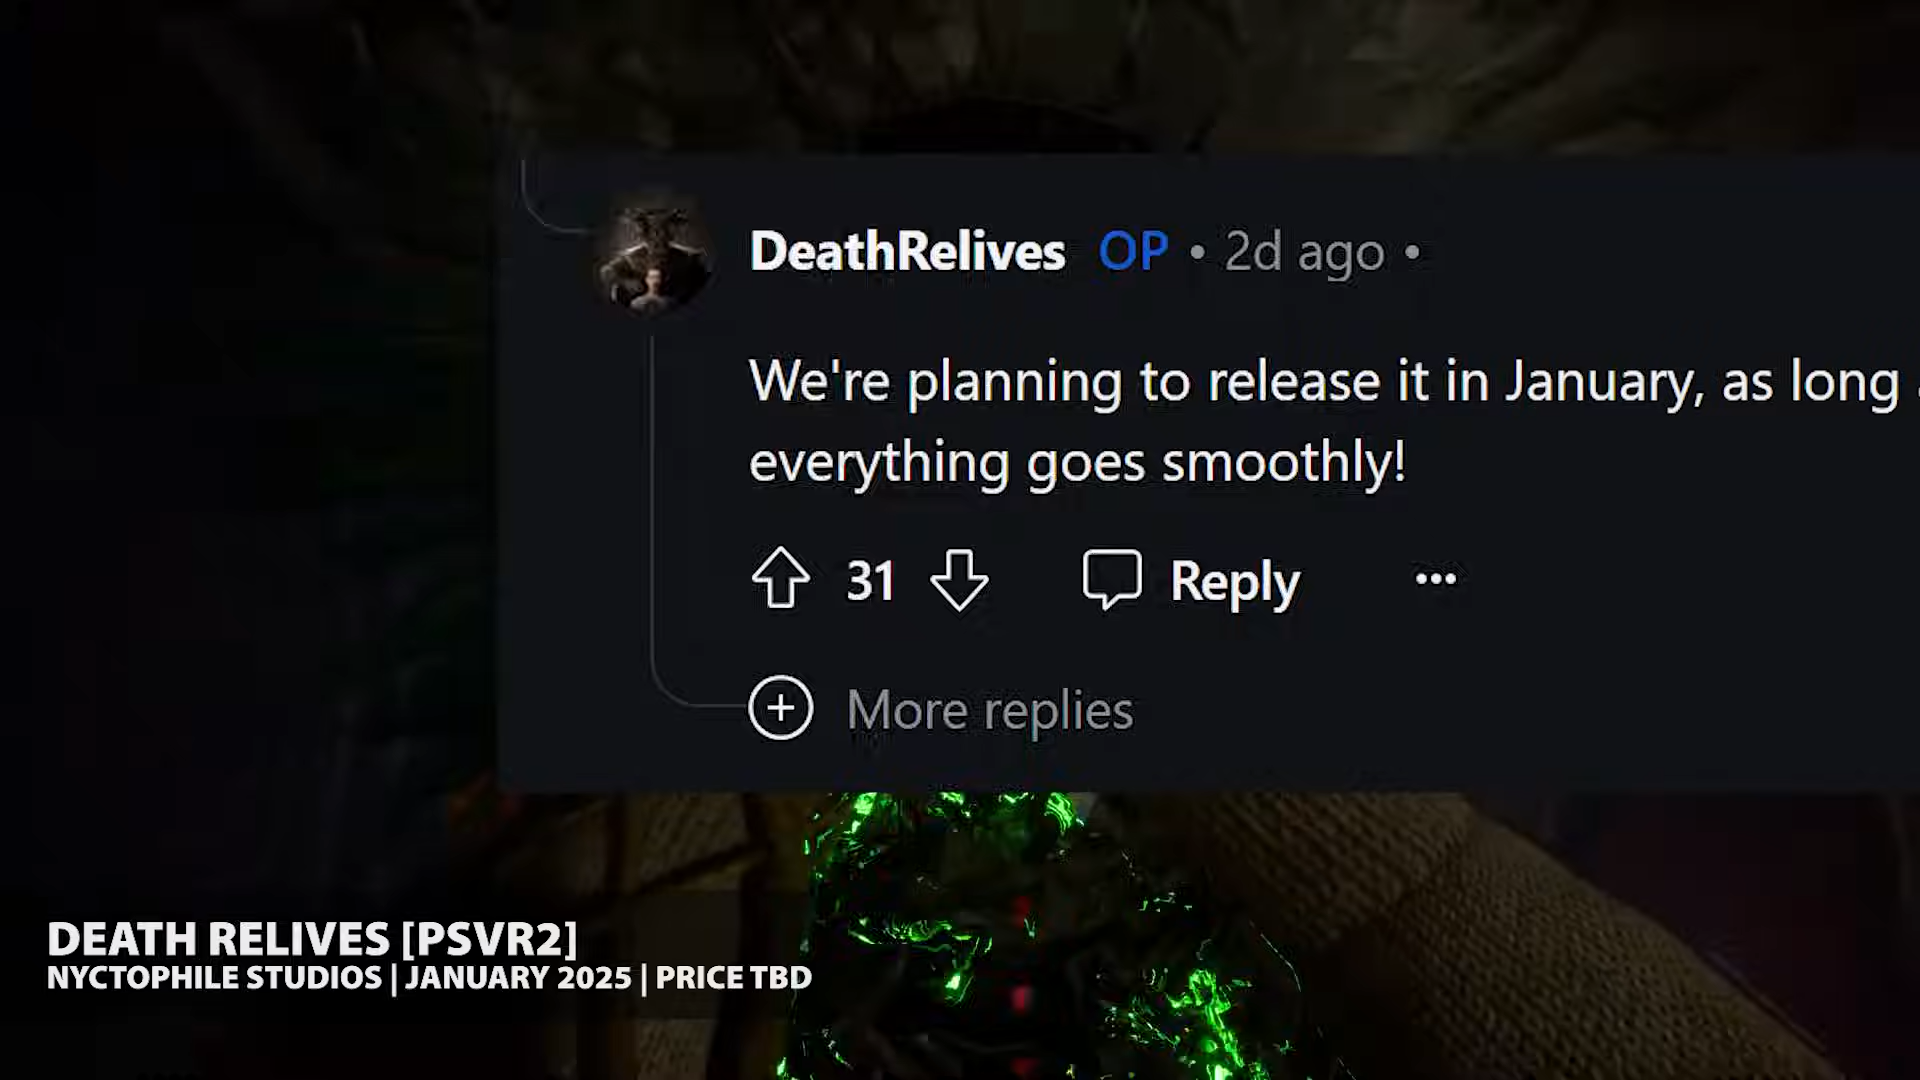 DeathRelives OP • 2d ago •
We're planning to release it in January, as long
everything goes smoothly!
31 Reply ...
More replies
DEATH RELIVES [PSVR2]
NYCTOPHILE STUDIOS | JANUARY 2025 | PRICE TBD